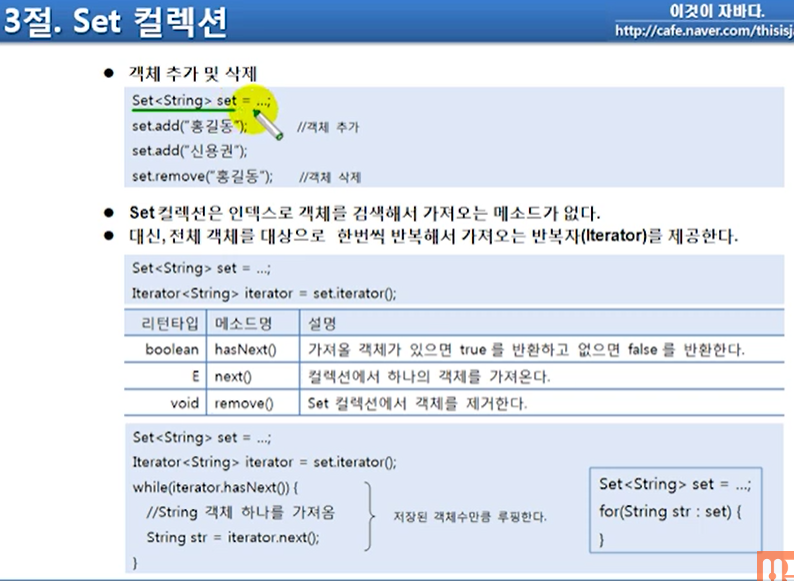 3절. Set 컬렉션
이것이 자바다.
http://cafe.naver.com/thisisja
● 객체 추가 및 삭제
Set<String> set = ...;
set.add("홍길동"); //객체 추가
set.add("신용권");
set.remove("홍길동"); //객체 삭제
● Set 컬렉션은 인덱스로 객체를 검색해서 가져오는 메소드가 없다.
● 대신, 전체 객체를 대상으로 한번씩 반복해서 가져오는 반복자(Iterator)를 제공한다.
Set<String> set = ...;
Iterator<String> iterator = set.iterator();
리턴타입 메소드명 설명
boolean hasNext() 가져올 객체가 있으면 true 를 반환하고 없으면 false 를 반환한다.
E next() 컬렉션에서 하나의 객체를 가져온다.
void remove() Set 컬렉션에서 객체를 제거한다.
Set<String> set = ...;
Iterator<String> iterator = set.iterator();
while(iterator.hasNext()) {
//String 객체 하나를 가져옴
String str = iterator.next();
}
저장된 객체수만큼 루핑한다.
Set<String> set = ...;
for(String str : set) {
}